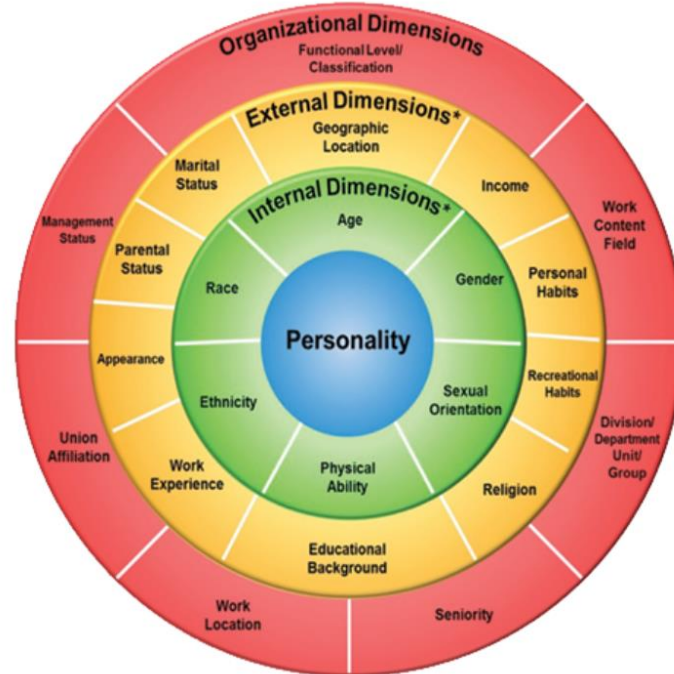 Organizational Dimensions
Functional Level/
Classification
Work
Content
Field
Division/
Department
Unit/
Group
Seniority
Work
Location
Union
Affiliation
Management
Status
External Dimensions*
Geographic
Location
Income
Personal
Habits
Recreational
Habits
Religion
Educational
Background
Work
Experience
Appearance
Parental
Status
Marital
Status
Internal Dimensions*
Age
Gender
Sexual
Orientation
Physical
Ability
Ethnicity
Race
Personality